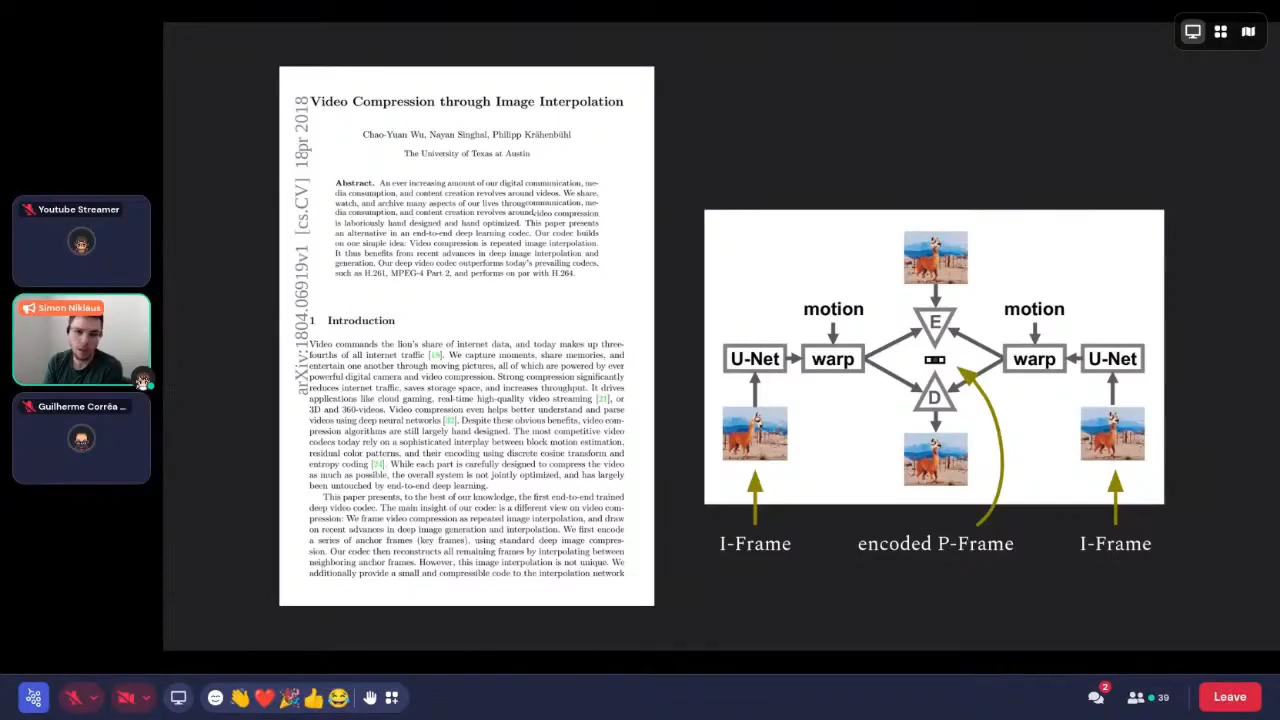 Youtube Streamer
Simon Niklaus
Guilherme Corrêa ...
arXiv:1804.06919v1 [cs.CV] 18pr 2018
Video Compression through Image Interpolation
Chao-Yuan Wu, Nayan Singhal, Philipp Krähenbühl
The University of Texas at Austin
Abstract. An ever increasing amount of our digital communication, me-
dia consumption, and content creation revolves around videos. We share,
watch, and archive many aspects of our lives througcommunication, me-
dia consumption, and content creation revolves around,video compression
is laboriously hand designed and hand optimized. This paper presents
an alternative in an end-to-end deep learning codec. Our codec builds
on one simple idea: Video compression is repeated image interpolation.
It thus benefits from recent advances in deep image interpolation and
generation. Our deep video codec outperforms today's prevailing codecs,
such as H.261, MPEG-4 Part 2, and performs on par with H.264.
1 Introduction
Video commands the lion's share of internet data, and today makes up three-
fourths of all internet traffic [18]. We capture moments, share memories, and
entertain one another through moving pictures, all of which are powered by ever
powerful digital camera and video compression. Strong compression significantly
reduces internet traffic, saves storage space, and increases throughput. It drives
applications like cloud gaming, real-time high-quality video streaming [21], or
3D and 360-videos. Video compression even helps better understand and parse
videos using deep neural networks [32]. Despite these obvious benefits, video com-
pression algorithms are still largely hand designed. The most competitive video
codecs today rely on a sophisticated interplay between block motion estimation,
residual color patterns, and their encoding using discrete cosine transform and
entropy coding [24]. While each part is carefully designed to compress the video
as much as possible, the overall system is not jointly optimized, and has largely
been untouched by end-to-end deep learning.
This paper presents, to the best of our knowledge, the first end-to-end trained
deep video codec. The main insight of our codec is a different view on video com-
pression: We frame video compression as repeated image interpolation, and draw
on recent advances in deep image generation and interpolation. We first encode
a series of anchor frames (key frames), using standard deep image compres-
sion. Our codec then reconstructs all remaining frames by interpolating between
neighboring anchor frames. However, this image interpolation is not unique. We
additionally provide a small and compressible code to the interpolation network
motion
motion
E
U-Net
warp
warp
U-Net
D
I-Frame
encoded P-Frame
I-Frame
2
39
Leave